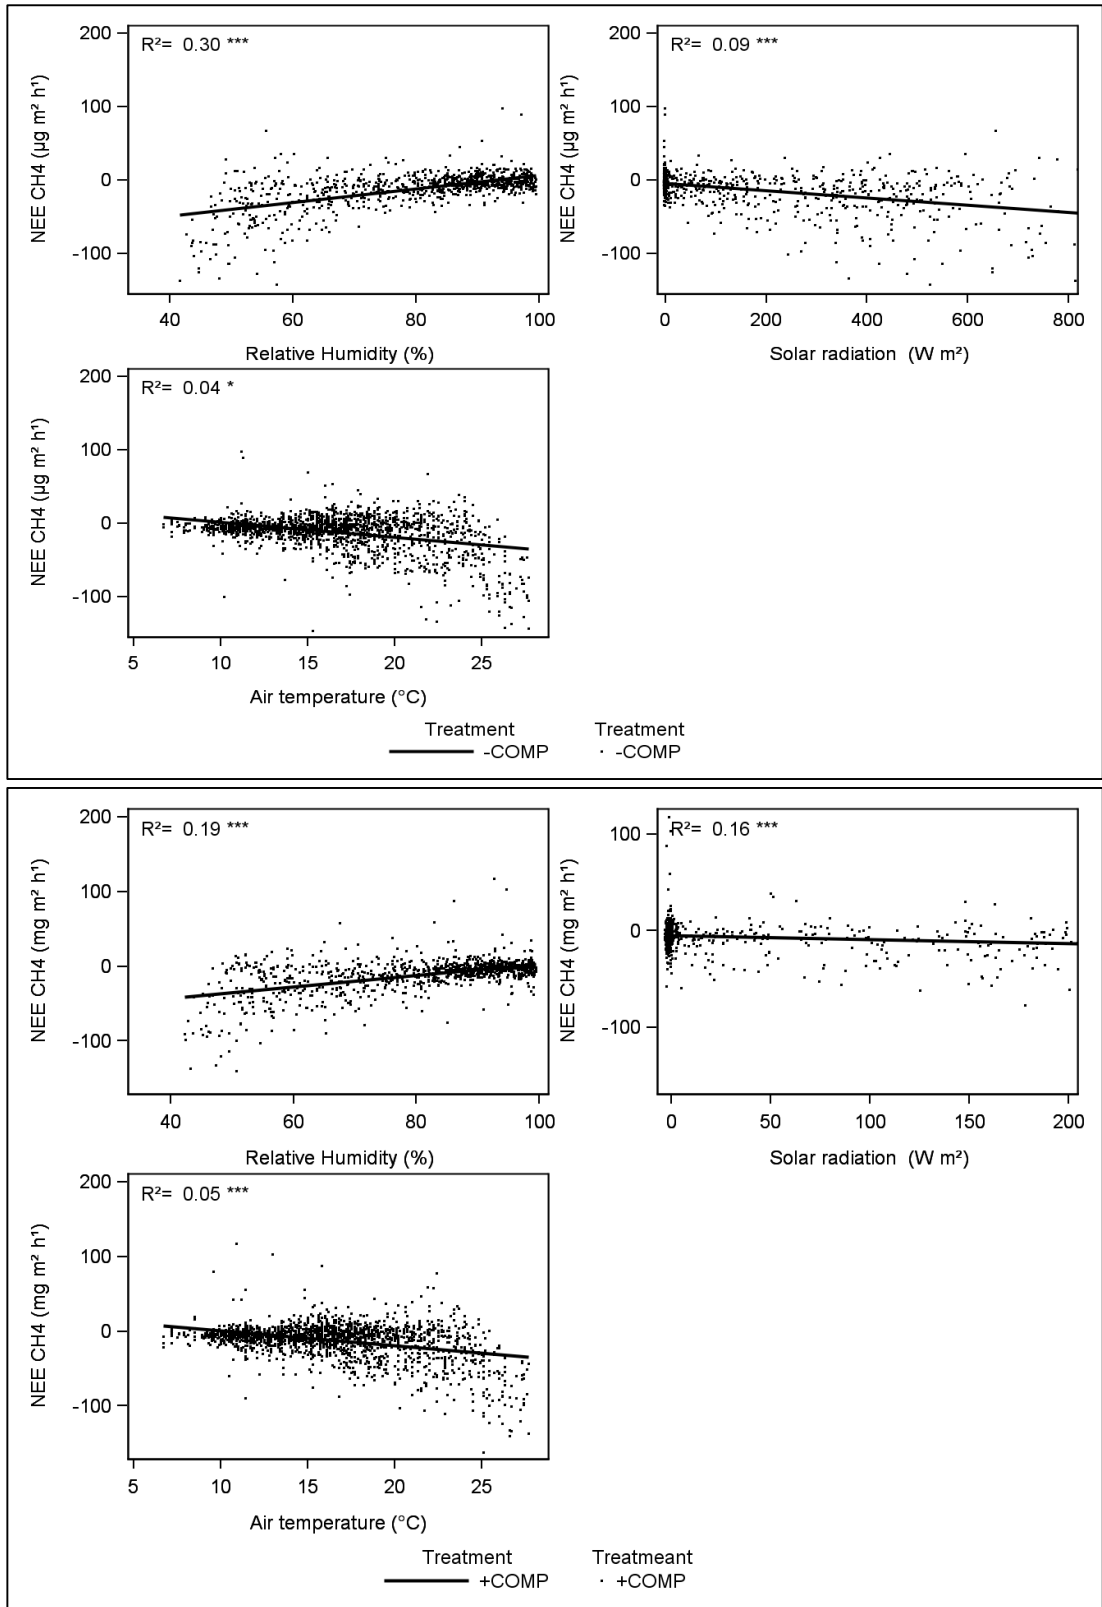 R²= 0.30 ***
NEE CH4 (µg m² h¹)
200
100
0
-100
40 60 80 100
Relative Humidity (%)
R²= 0.09 ***
NEE CH4 (µg m² h¹)
200
100
0
-100
0 200 400 600 800
Solar radiation (W m²)
R²= 0.04 *
NEE CH4 (µg m² h¹)
200
100
0
-100
5 10 15 20 25
Air temperature (°C)
Treatment Treatment
-COMP -COMP
R²= 0.19 ***
NEE CH4 (mg m² h¹)
200
100
0
-100
40 60 80 100
Relative Humidity (%)
R²= 0.16 ***
NEE CH4 (mg m² h¹)
100
0
-100
0 50 100 150 200
Solar radiation (W m²)
R²= 0.05 ***
NEE CH4 (mg m² h¹)
200
100
0
-100
5 10 15 20 25
Air temperature (°C)
Treatment Treatmeant
+COMP +COMP